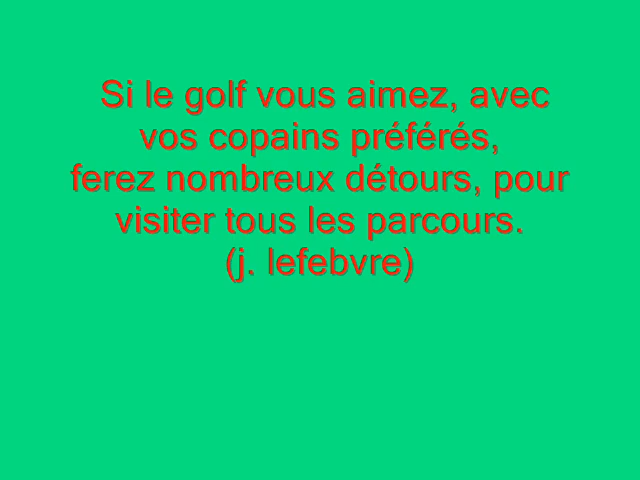 Si le golf vous aimez, avec
vos copains préférés,
ferez nombreux détours, pour
visiter tous les parcours.
(j. lefebvre)